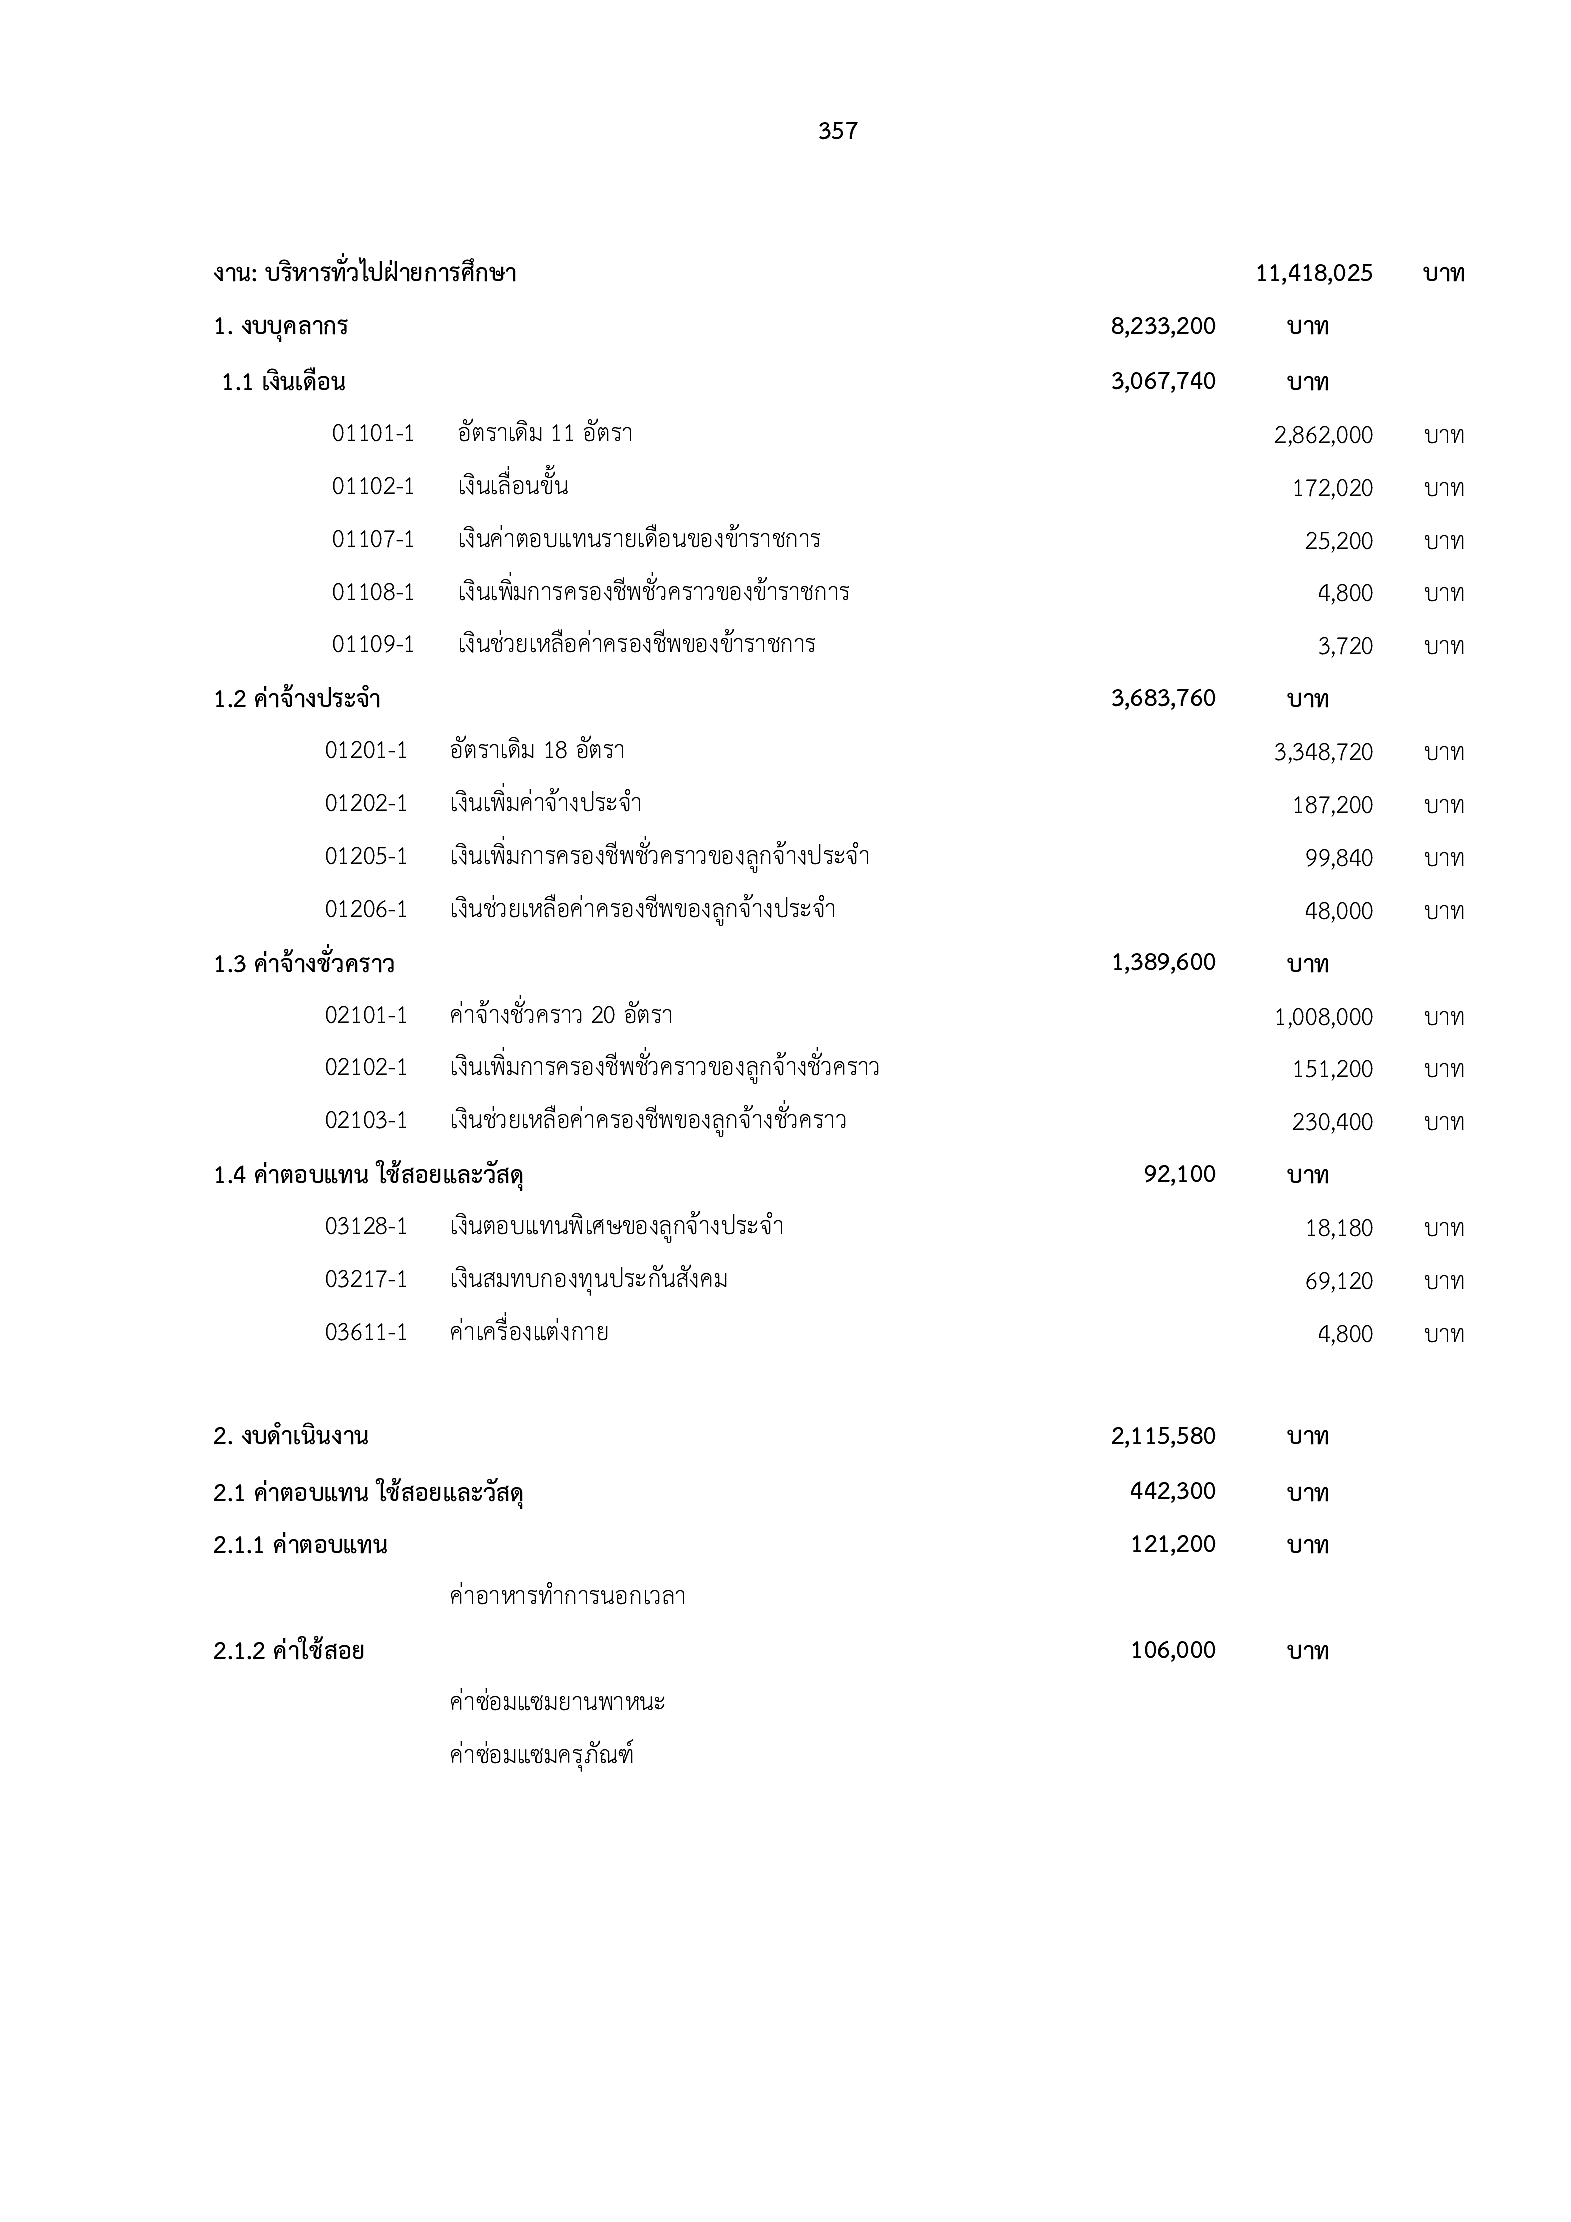 357
งาน: บริหารทั่วไปฝ่ายการศึกษา 11,418,025 บาท
1. งบบุคลากร 8,233,200 บาท
1.1 เงินเดือน 3,067,740 บาท
01101-1 อัตราเดิม 11 อัตรา 2,862,000 บาท
01102-1 เงินเลื่อนขั้น 172,020 บาท
01107-1 เงินค่าตอบแทนรายเดือนของข้าราชการ 25,200 บาท
01108-1 เงินเพิ่มการครองชีพชั่วคราวของข้าราชการ 4,800 บาท
01109-1 เงินช่วยเหลือค่าครองชีพของข้าราชการ 3,720 บาท
1.2 ค่าจ้างประจำ 3,683,760 บาท
01201-1 อัตราเดิม 18 อัตรา 3,348,720 บาท
01202-1 เงินเพิ่มค่าจ้างประจำ 187,200 บาท
01205-1 เงินเพิ่มการครองชีพชั่วคราวของลูกจ้างประจำ 99,840 บาท
01206-1 เงินช่วยเหลือค่าครองชีพของลูกจ้างประจำ 48,000 บาท
1.3 ค่าจ้างชั่วคราว 1,389,600 บาท
02101-1 ค่าจ้างชั่วคราว 20 อัตรา 1,008,000 บาท
02102-1 เงินเพิ่มการครองชีพชั่วคราวของลูกจ้างชั่วคราว 151,200 บาท
02103-1 เงินช่วยเหลือค่าครองชีพของลูกจ้างชั่วคราว 230,400 บาท
1.4 ค่าตอบแทน ใช้สอยและวัสดุ 92,100 บาท
03128-1 เงินตอบแทนพิเศษของลูกจ้างประจำ 18,180 บาท
03217-1 เงินสมทบกองทุนประกันสังคม 69,120 บาท
03611-1 ค่าเครื่องแต่งกาย 4,800 บาท
2. งบดำเนินงาน 2,115,580 บาท
2.1 ค่าตอบแทน ใช้สอยและวัสดุ 442,300 บาท
2.1.1 ค่าตอบแทน 121,200 บาท
ค่าอาหารทำการนอกเวลา
2.1.2 ค่าใช้สอย 106,000 บาท
ค่าซ่อมแซมยานพาหนะ
ค่าซ่อมแซมครุภัณฑ์